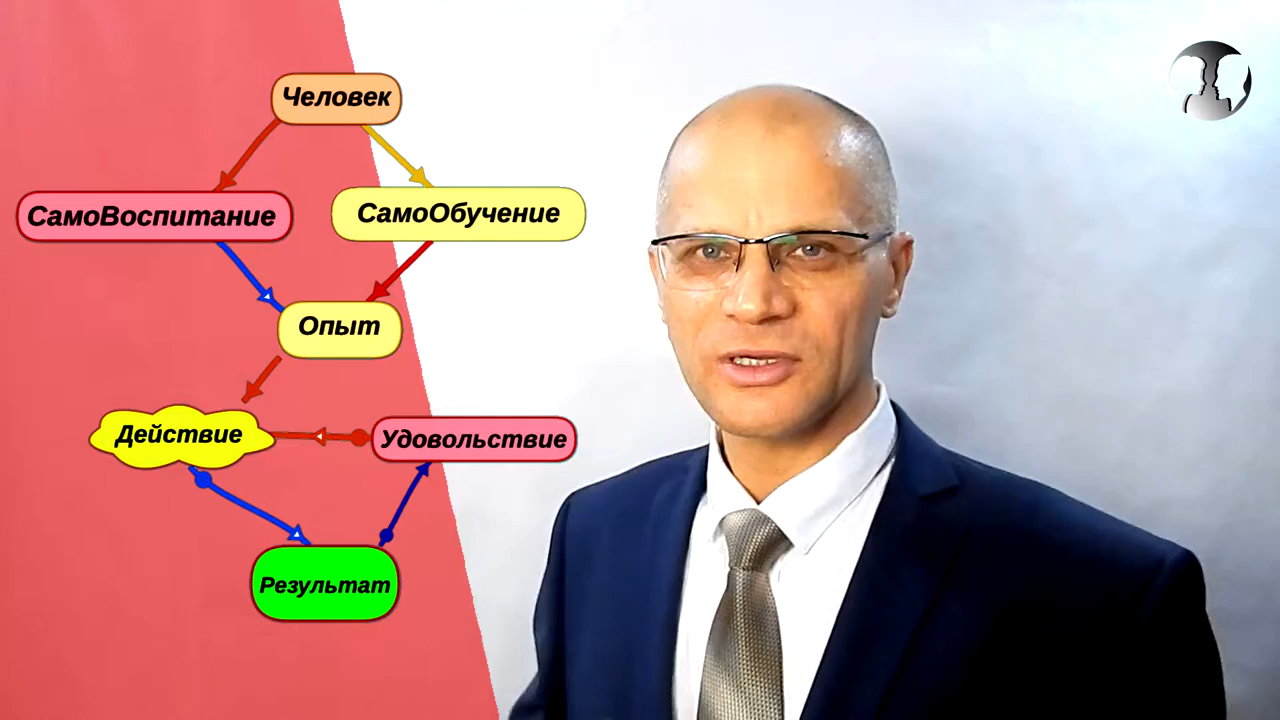 Человек
СамоВоспитание
СамоОбучение
Опыт
Действие
Удовольствие
Результат